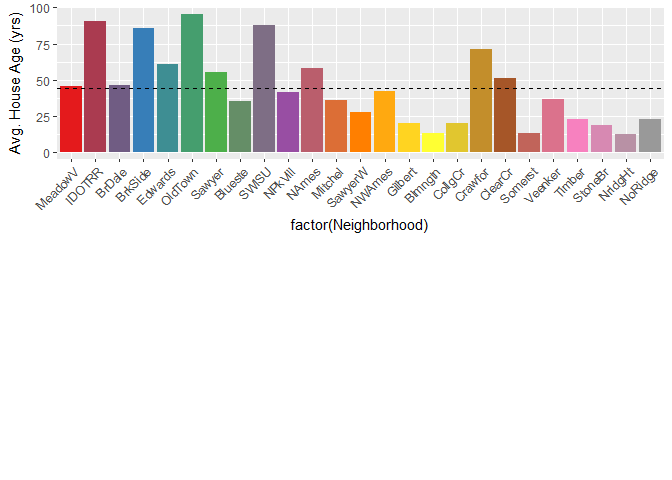 Avg. House Age (yrs)
100
75
50
25
0
MeadowV
IDOTRR
BrDale
BrkSide
Edwards
OldTown
Sawyer
Blueste
SWISU
NPkVill
NAmes
Mitchel
SawyerW
NWAmes
Gilbert
Blmngtn
CollgCr
Crawfor
ClearCr
Somerst
Veenker
Timber
StoneBr
NridgHt
NoRidge
factor(Neighborhood)